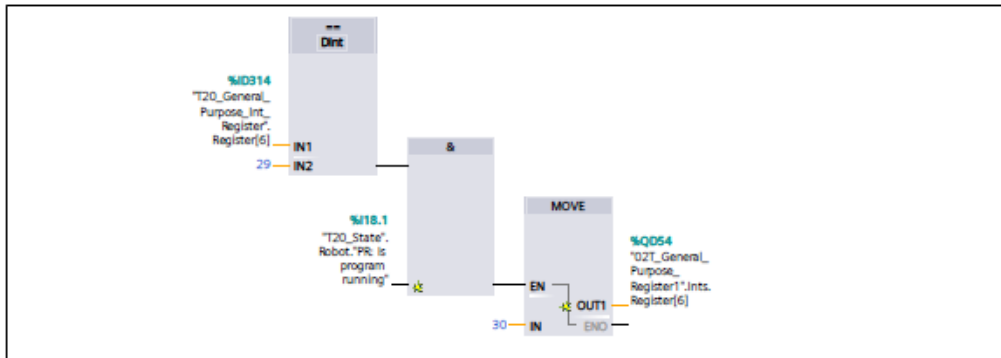 ==
DInt
%ID314
"T20_General_
Purpose_Int_
Register".
Register[6]
IN1
29
IN2
&
%I18.1
"T20_State".
Robot."PR: Is
program
running"
MOVE
%QD54
"02T_General_
Purpose_
Register1".Ints.
Register[6]
EN
OUT1
30
IN
ENO